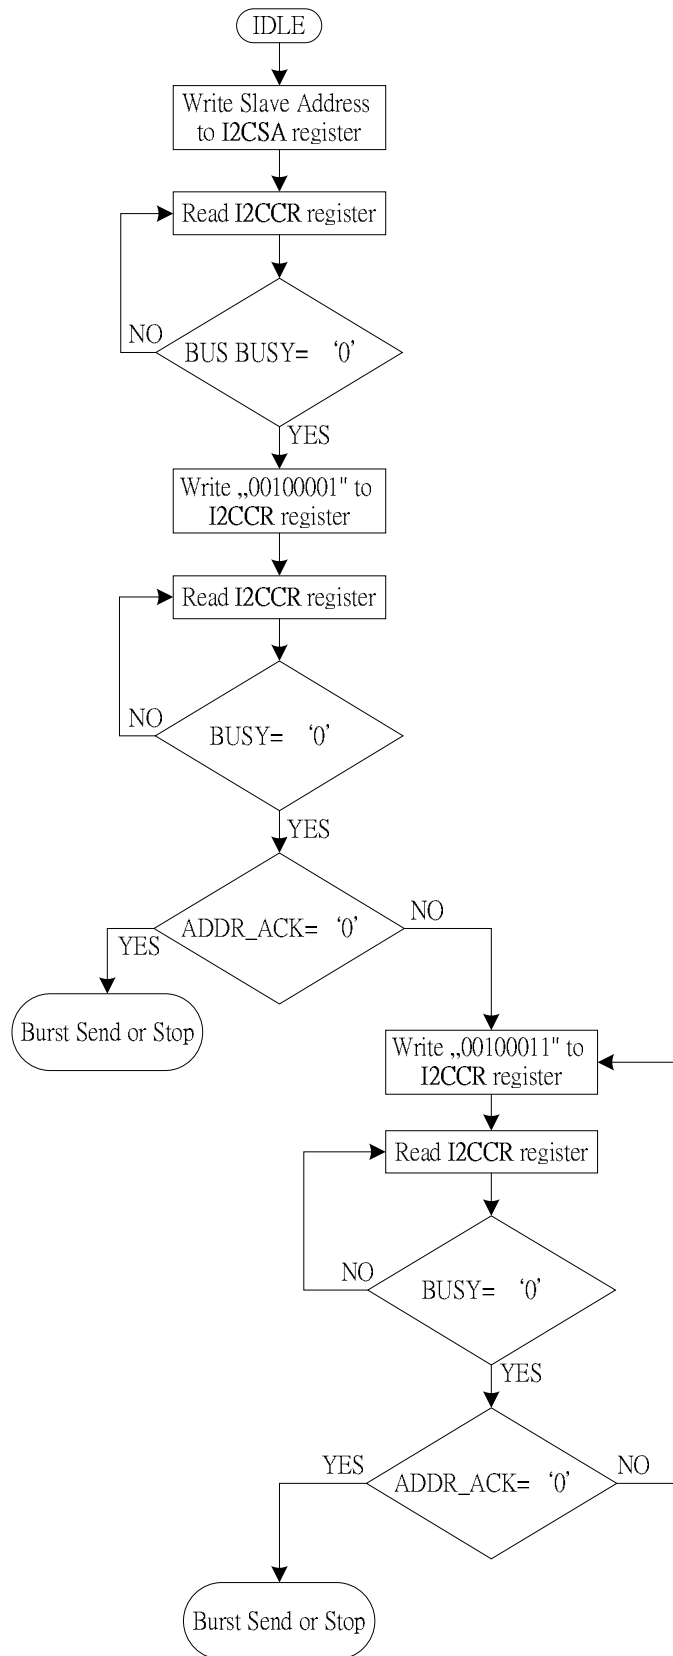 IDLE
Write Slave Address
to I2CSA register
Read I2CCR register
NO
BUS BUSY= ‘0’
YES
Write „00100001" to
I2CCR register
Read I2CCR register
NO
BUSY= ‘0’
YES
ADDR_ACK= ‘0’
NO
YES
Burst Send or Stop
Write „00100011" to
I2CCR register
Read I2CCR register
NO
BUSY= ‘0’
YES
YES
ADDR_ACK= ‘0’
NO
Burst Send or Stop